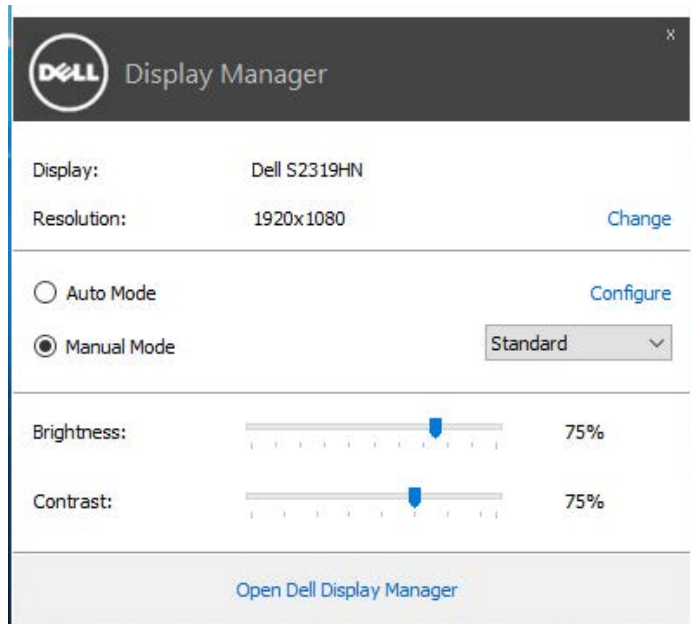 x
DELL Display Manager
Display: Dell S2319HN
Resolution: 1920x1080 Change
Auto Mode Configure
Manual Mode Standard
Brightness: 75%
Contrast: 75%
Open Dell Display Manager